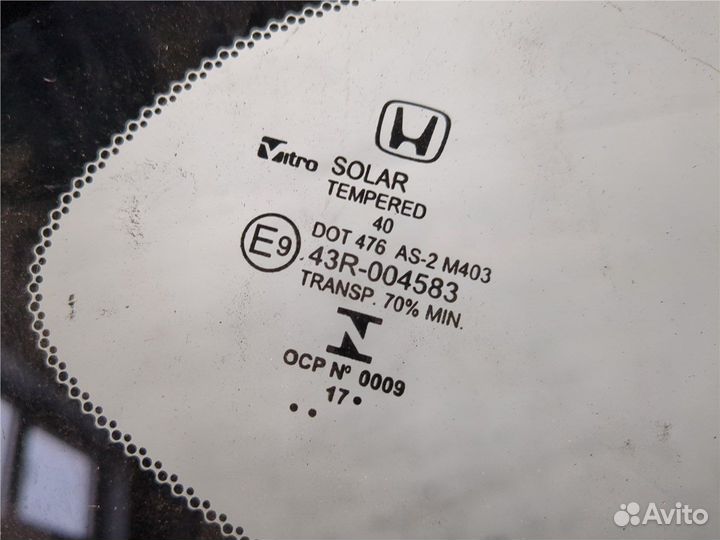 Vitro SOLAR
TEMPERED
40
DOT 476 AS-2 M403
E9 43R-004583
TRANSP. 70% MIN.
OCP Nº 0009
17
Avito